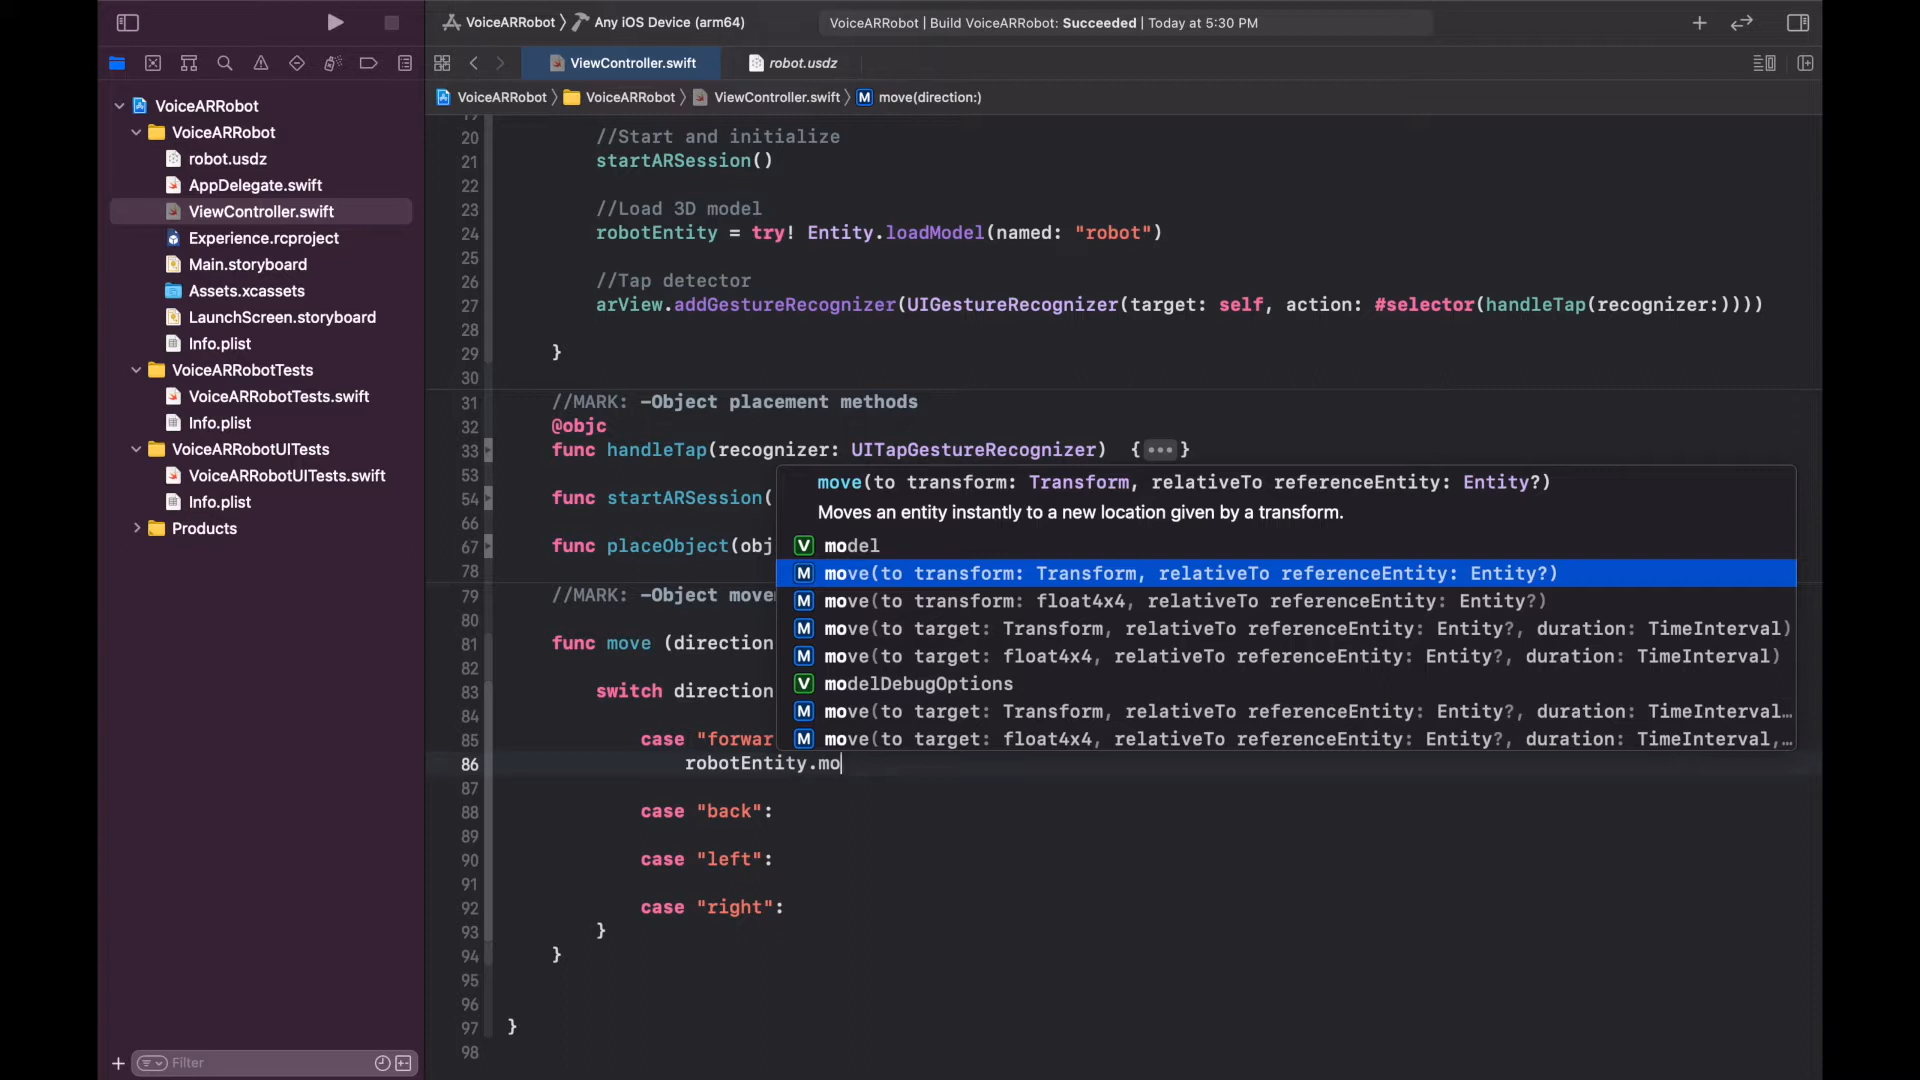 VoiceARRobot 〉 Any iOS Device (arm64)
VoiceARRobot | Build VoiceARRobot: Succeeded | Today at 5:30 PM
ViewController.swift
robot.usdz
VoiceARRobot 〉 VoiceARRobot 〉 ViewController.swift 〉 M move(direction:)
VoiceARRobot
VoiceARRobot
robot.usdz
AppDelegate.swift
ViewController.swift
Experience.rcproject
Main.storyboard
Assets.xcassets
LaunchScreen.storyboard
Info.plist
VoiceARRobotTests
VoiceARRobotTests.swift
Info.plist
VoiceARRobotUITests
VoiceARRobotUITests.swift
Info.plist
Products
Filter
19
20 //Start and initialize
21 startARSession()
22
23 //Load 3D model
24 robotEntity = try! Entity.loadModel(named: "robot")
25
26 //Tap detector
27 arView.addGestureRecognizer(UIGestureRecognizer(target: self, action: #selector(handleTap(recognizer:))))
28
29 }
30
31 //MARK: -Object placement methods
32 @objc
33 func handleTap(recognizer: UITapGestureRecognizer) {•••}
53
54 func startARSession(
66
67 func placeObject(obj
78
79 //MARK: -Object movem
80
81 func move (direction
82
83 switch direction
84
85 case "forwar
86 robotEntity.mo
87
88 case "back":
89
90 case "left":
91
92 case "right":
93 }
94 }
95
96
97 }
98
move(to transform: Transform, relativeTo referenceEntity: Entity?)
Moves an entity instantly to a new location given by a transform.
V model
M move(to transform: Transform, relativeTo referenceEntity: Entity?)
M move(to transform: float4x4, relativeTo referenceEntity: Entity?)
M move(to target: Transform, relativeTo referenceEntity: Entity?, duration: TimeInterval)
M move(to target: float4x4, relativeTo referenceEntity: Entity?, duration: TimeInterval)
V modelDebugOptions
M move(to target: Transform, relativeTo referenceEntity: Entity?, duration: TimeInterval…
M move(to target: float4x4, relativeTo referenceEntity: Entity?, duration: TimeInterval,…